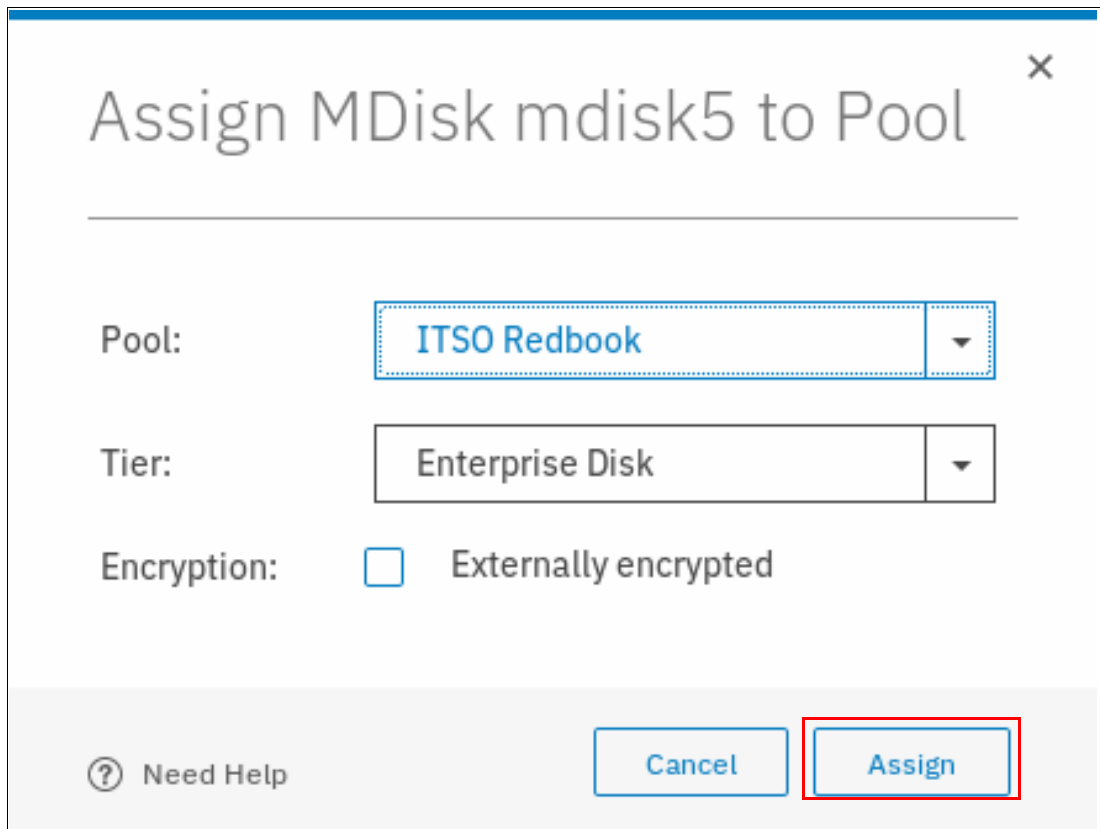 Assign MDisk mdisk5 to Pool
Pool: ITSO Redbook
Tier: Enterprise Disk
Encryption: Externally encrypted
? Need Help Cancel Assign